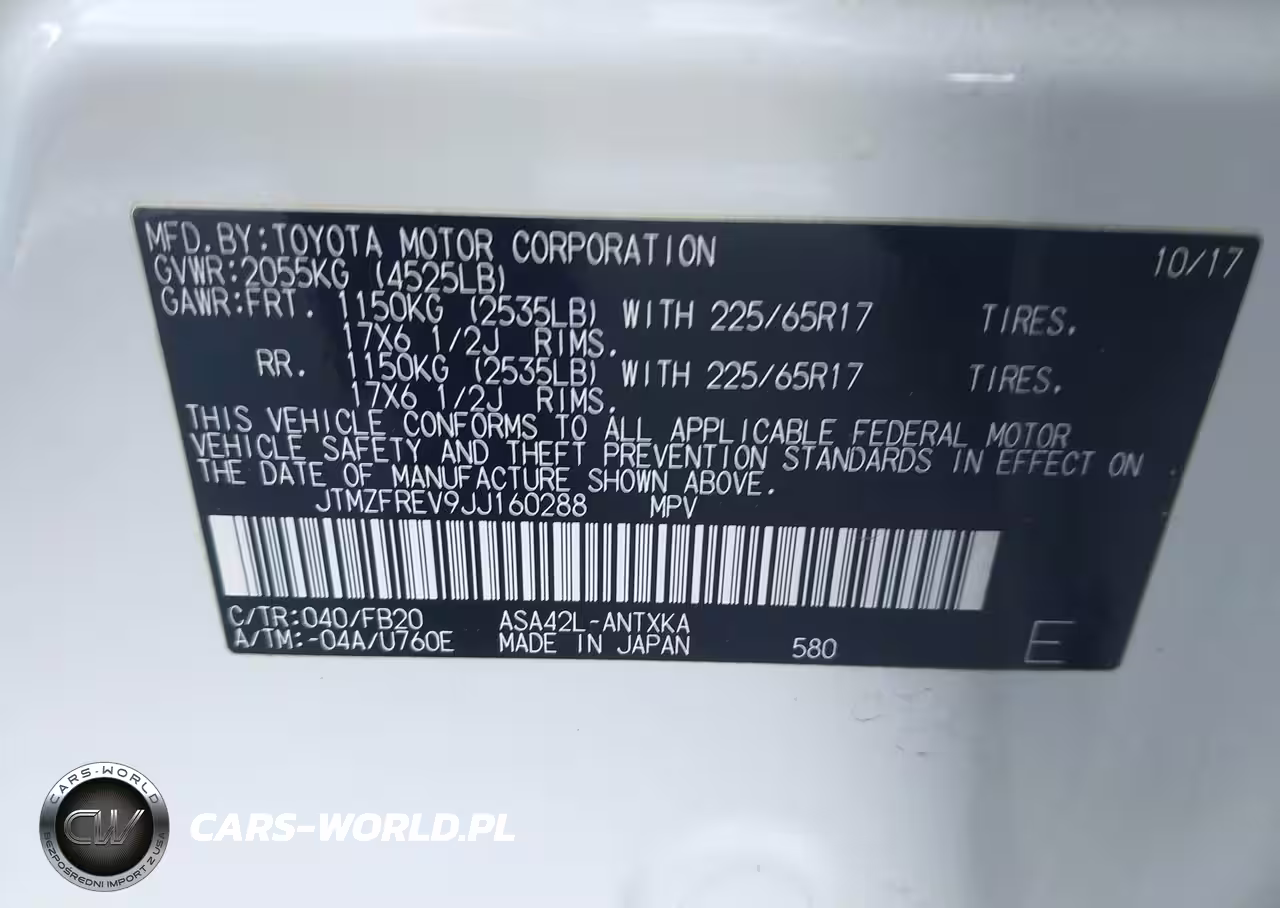 MFD.BY:TOYOTA MOTOR CORPORATION 10/17
GVWR:2055KG (4525LB)
GAWR:FRT. 1150KG (2535LB) WITH 225/65R17 TIRES.
17X6 1/2J RIMS.
RR. 1150KG (2535LB) WITH 225/65R17 TIRES.
17X6 1/2J RIMS.
THIS VEHICLE CONFORMS TO ALL APPLICABLE FEDERAL MOTOR
VEHICLE SAFETY AND THEFT PREVENTION STANDARDS IN EFFECT ON
THE DATE OF MANUFACTURE SHOWN ABOVE.
JTMZFREV9JJ160288 MPV
C/TR:040/FB20 ASA42L-ANTXKA
A/TM:-04A/U760E MADE IN JAPAN 580 E
CARS-WORLD
CW
BEZPOŚREDNI IMPORT Z USA
CARS-WORLD.PL